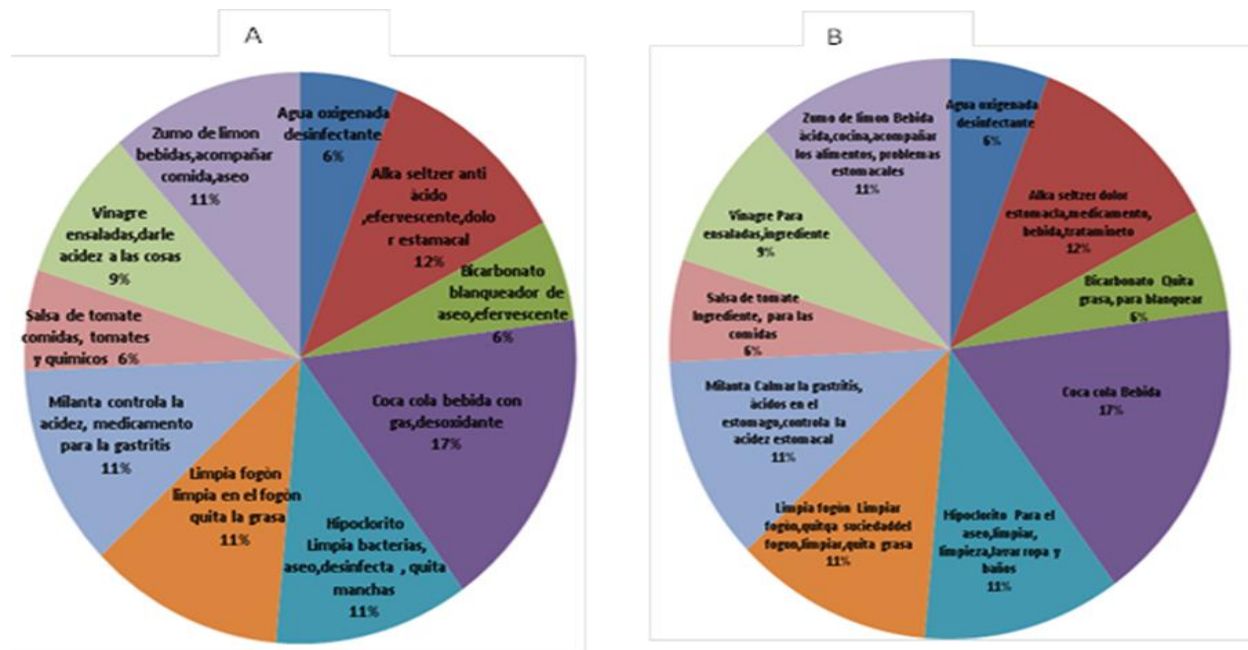 A
Agua oxigenada
desinfectante
6%
Alka seltzer anti
àcido
,efervescente,dolo
r estamacal
12%
Bicarbonato
blanqueador de
aseo,efervescente
6%
Coca cola bebida con
gas,desoxidante
17%
Hipoclorito
Limpia bacterias,
aseo,desinfecta , quita
manchas
11%
Limpia fogòn
limpia en el fogòn
quita la grasa
11%
Milanta controla la
acidez, medicamento
para la gastritis
11%
Salsa de tomate
comidas, tomates
y quimicos 6%
Vinagre
ensaladas,darle
acidez a las cosas
9%
Zumo de limon
bebidas,acompañar
comida,aseo
11%
B
Agua oxigenada
desinfectante
6%
Alka seltzer dolor
estomacla,medicamento,
bebida,tratamineto
12%
Bicarbonato Quita
grasa, para blanquear
6%
Coca cola Bebida
17%
Hipoclorito Para el
aseo,limpiar,
limpieza,lavar ropa y
baños
11%
Limpia fogòn Limpiar
fogòn,quitqa suciedaddel
fogon,limpiar,quita grasa
11%
Milanta Calmar la gastritis,
àcidos en el
estomago,controla la
acidez estomacal
11%
Salsa de tomate
Ingrediente, para las
comidas
6%
Vinagre Para
ensaladas,ingrediente
9%
Zumo de limon Bebida
àcida,cocina,acompañar
los alimentos, problemas
estomacales
11%